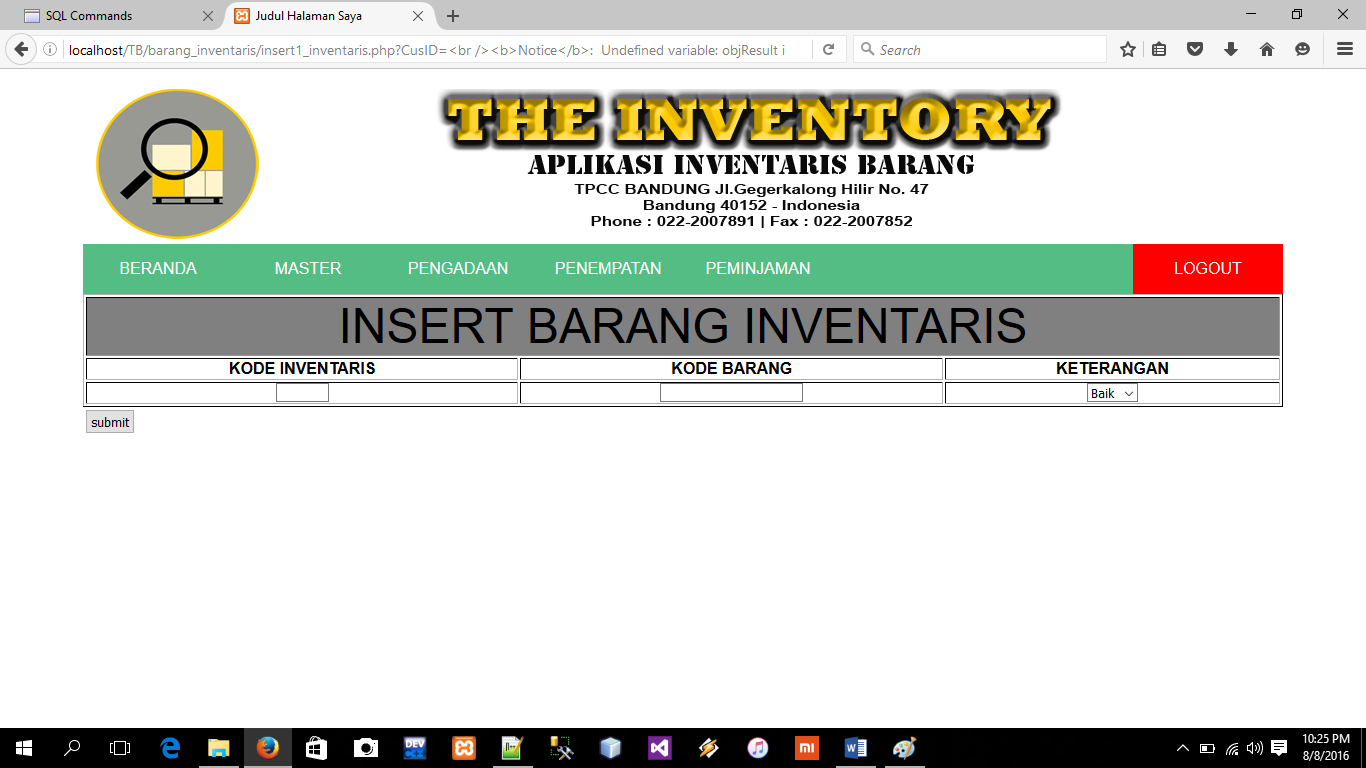 SQL Commands
Judul Halaman Saya
localhost/TB/barang_inventaris/insert1_inventaris.php?CusID=<br /><b>Notice</b>: Undefined variable: objResult i
Search
THE INVENTORY
APLIKASI INVENTARIS BARANG
TPCC BANDUNG Jl.Gegerkalong Hilir No. 47
Bandung 40152 - Indonesia
Phone : 022-2007891 | Fax : 022-2007852
BERANDA MASTER PENGADAAN PENEMPATAN PEMINJAMAN LOGOUT
INSERT BARANG INVENTARIS
KODE INVENTARIS KODE BARANG KETERANGAN
Baik
submit
DEV
10:25 PM
8/8/2016